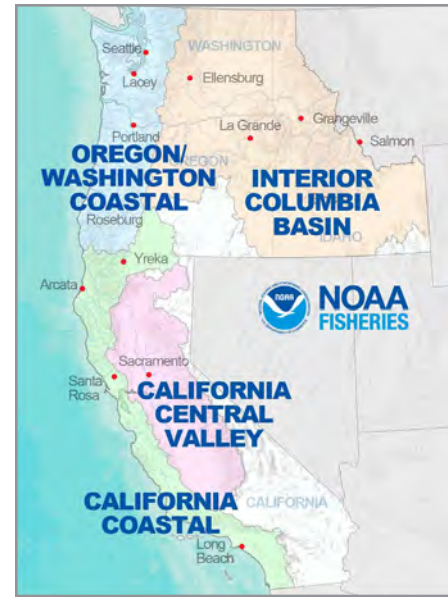 Seattle
WASHINGTON
Lacey
Ellensburg
Portland
La Grande
Grangeville
Salmon
OREGON
OREGON/
WASHINGTON
COASTAL
INTERIOR
COLUMBIA
BASIN
IDAHO
Roseburg
Yreka
Arcata
NOAA
NOAA
FISHERIES
Sacramento
Santa
Rosa
CALIFORNIA
CENTRAL
VALLEY
CALIFORNIA
COASTAL
CALIFORNIA
Long
Beach